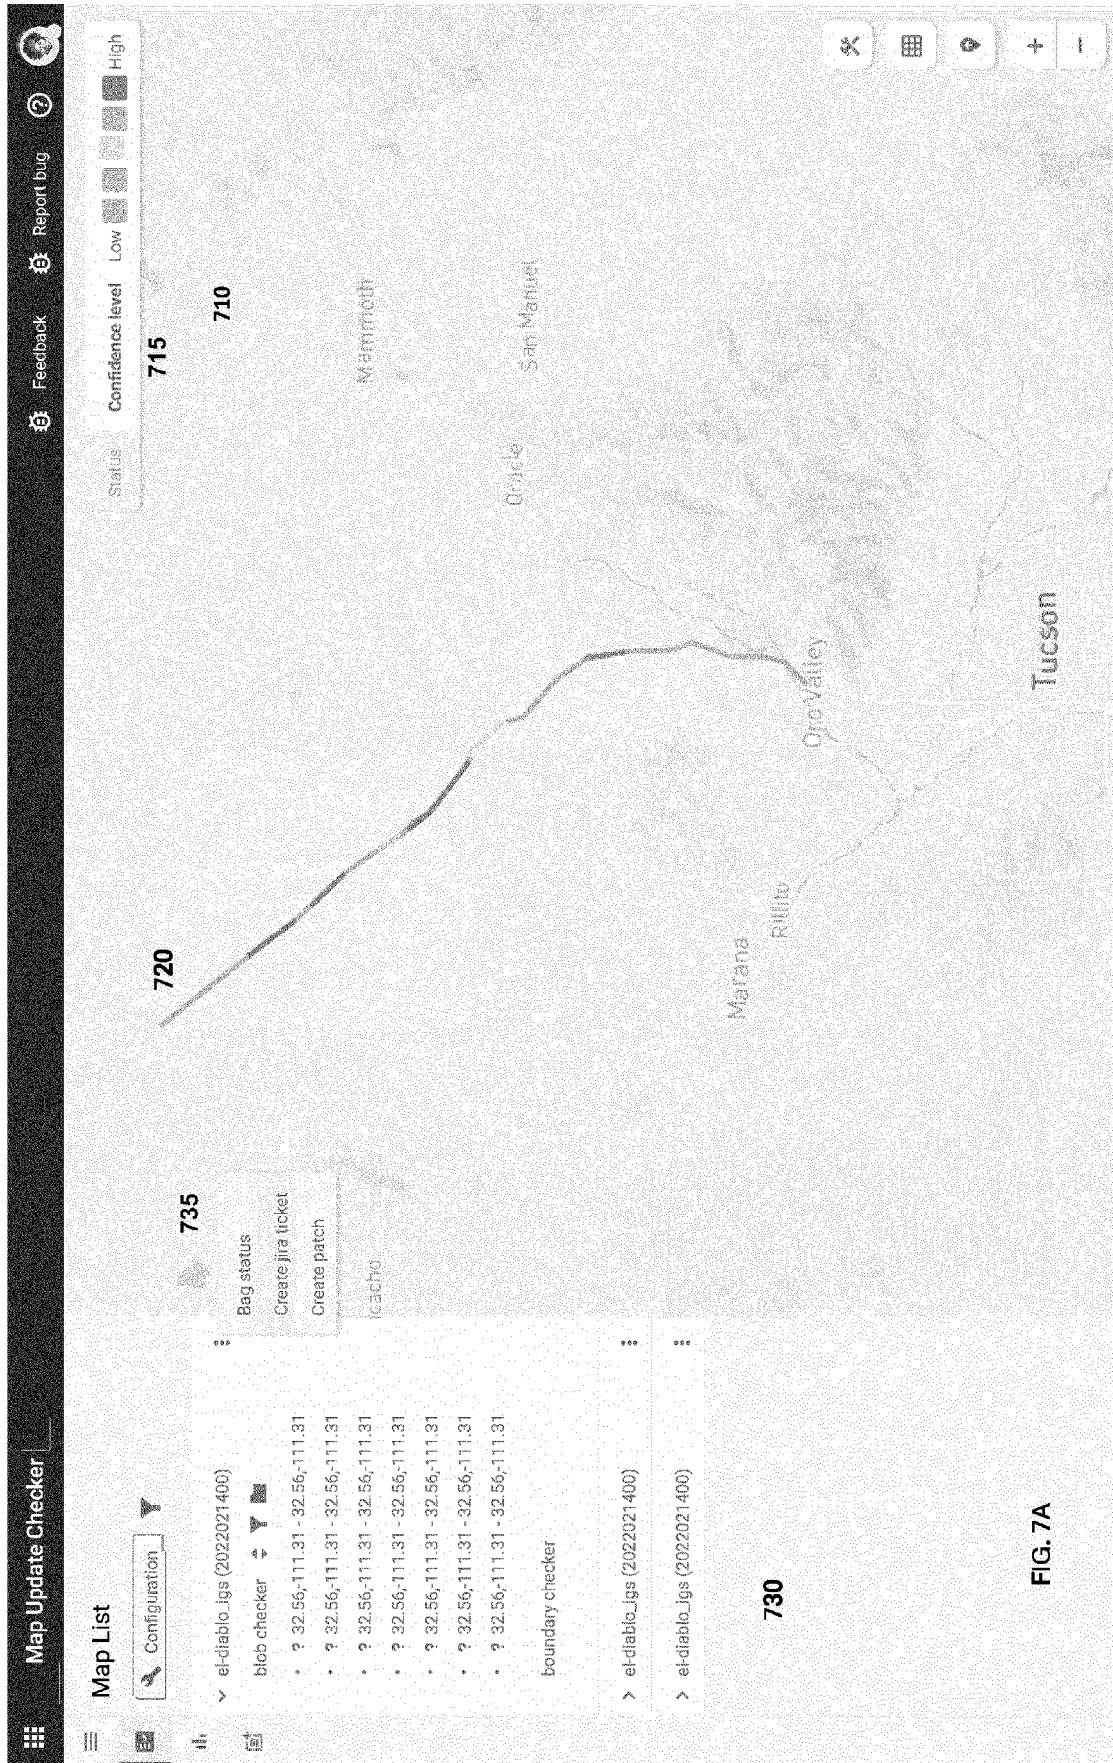 Map Update Checker
Feedback
Report bug
?
Map List
Configuration
el-diablo_igs (2022021400)
blob checker
? 32.56,-111.31 - 32.56,-111.31
? 32.56,-111.31 - 32.56,-111.31
? 32.56,-111.31 - 32.56,-111.31
? 32.56,-111.31 - 32.56,-111.31
? 32.56,-111.31 - 32.56,-111.31
? 32.56,-111.31 - 32.56,-111.31
? 32.56,-111.31 - 32.56,-111.31
boundary checker
el-diablo_igs (2022021400)
el-diablo_igs (2022021400)
730
735
Bag status
Create jira ticket
Create patch
icacho
Status
Confidence level
Low
High
715
710
720
Mammoth
Oracle
San Manuel
Marana
Rillito
Oro Valley
Tucson
+
−
FIG. 7A